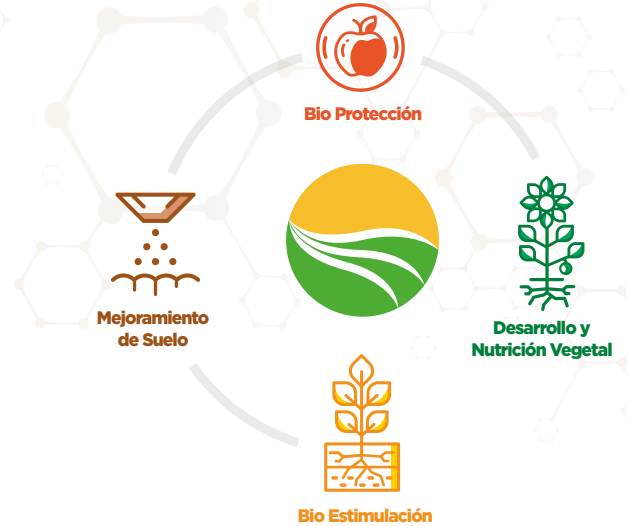 Bio Protección
Mejoramiento
de Suelo
Desarrollo y
Nutrición Vegetal
Bio Estimulación